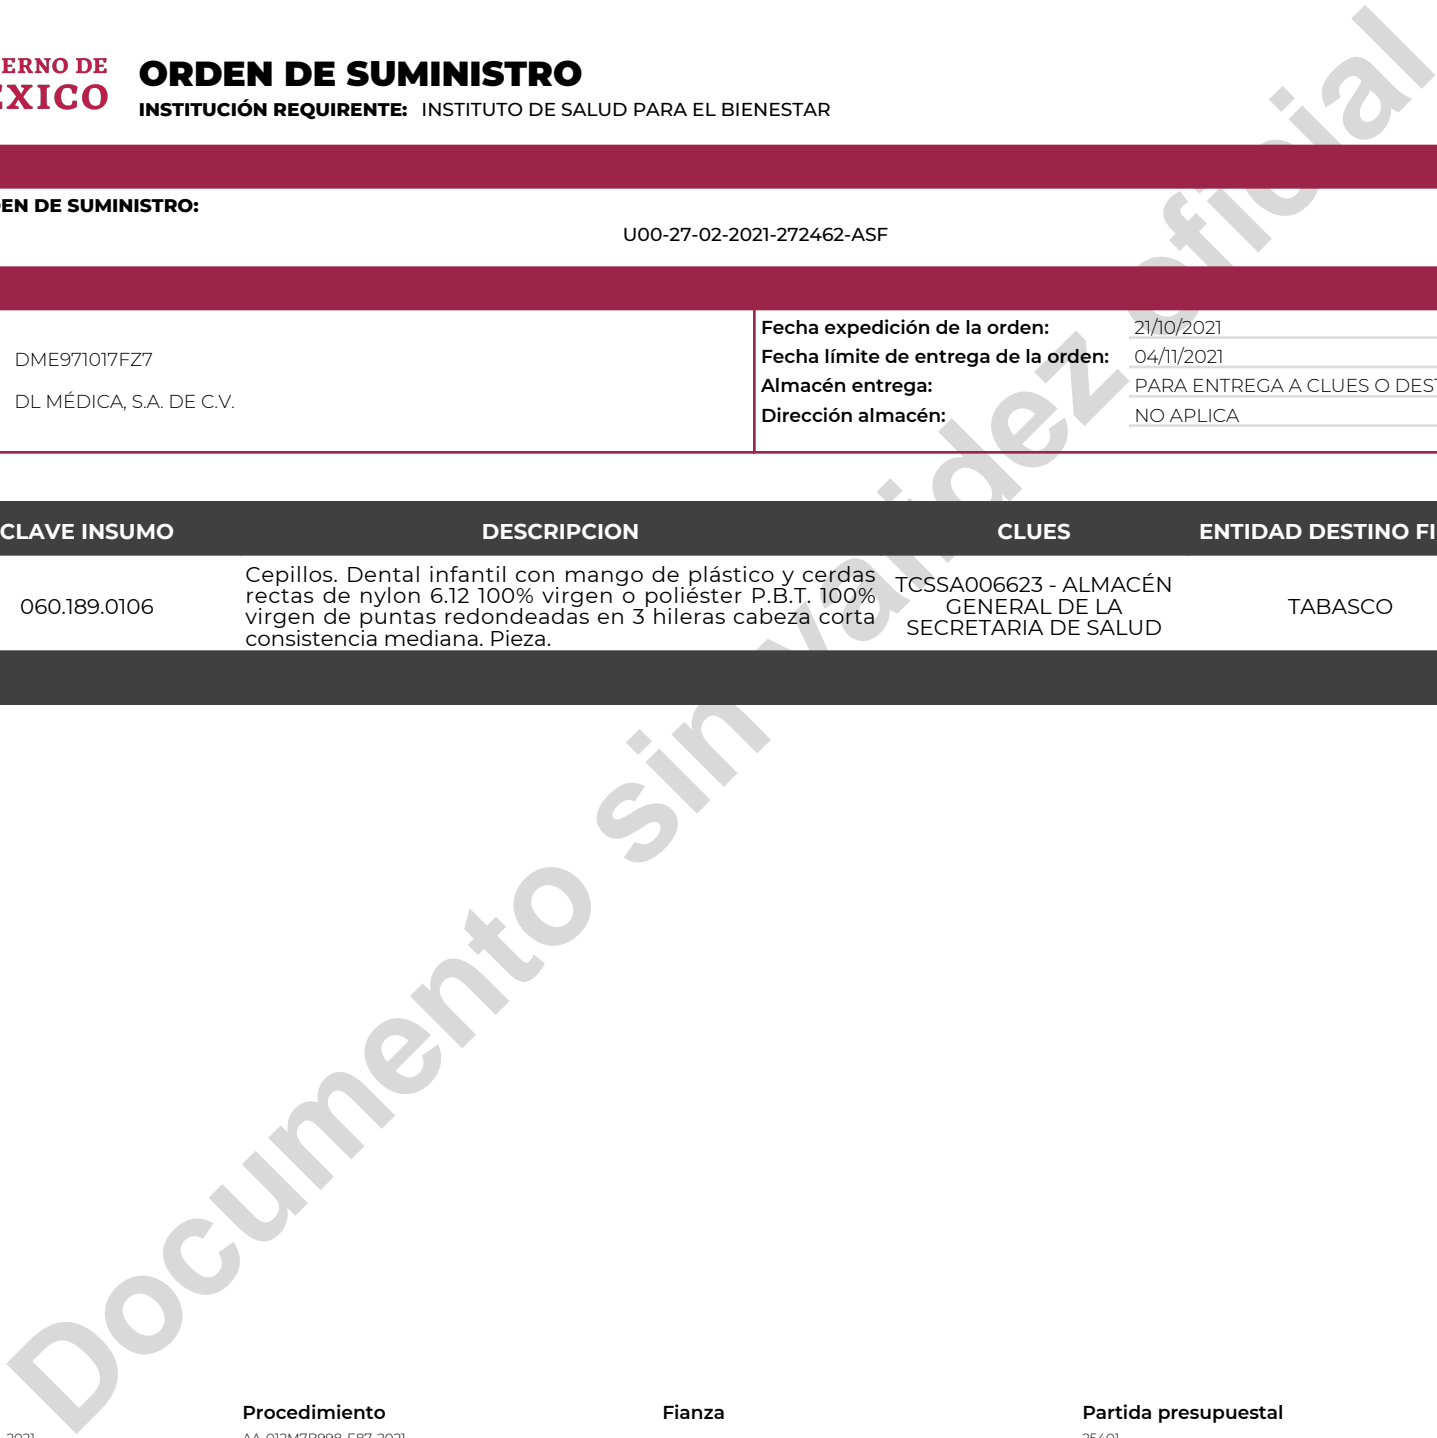 ERNO DE
ÉXICO
ORDEN DE SUMINISTRO
INSTITUCIÓN REQUIRENTE: INSTITUTO DE SALUD PARA EL BIENESTAR
EN DE SUMINISTRO:
U00-27-02-2021-272462-ASF
DME971017FZ7
DL MÉDICA, S.A. DE C.V.
Fecha expedición de la orden: 21/10/2021
Fecha límite de entrega de la orden: 04/11/2021
Almacén entrega: PARA ENTREGA A CLUES O DEST
Dirección almacén: NO APLICA
CLAVE INSUMO DESCRIPCION CLUES ENTIDAD DESTINO FI
060.189.0106
Cepillos. Dental infantil con mango de plástico y cerdas
rectas de nylon 6.12 100% virgen o poliéster P.B.T. 100%
virgen de puntas redondeadas en 3 hileras cabeza corta
consistencia mediana. Pieza.
TCSSA006623 - ALMACÉN
GENERAL DE LA
SECRETARIA DE SALUD
TABASCO
Documento sin validez oficial
Procedimiento Fianza Partida presupuestal